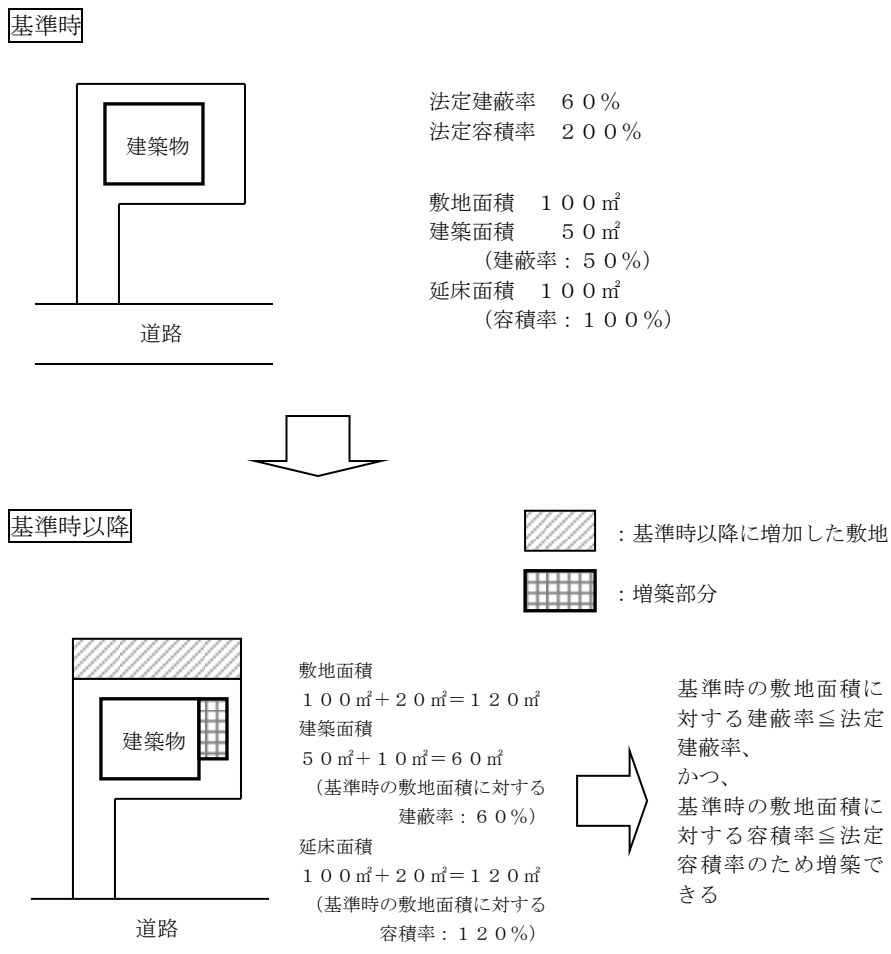 基準時
建築物
道路
法定建蔽率　６０％
法定容積率　２００％
敷地面積　１００㎡
建築面積　　５０㎡
（建蔽率：５０％）
延床面積　１００㎡
（容積率：１００％）
基準時以降
：基準時以降に増加した敷地
：増築部分
建築物
道路
敷地面積
１００㎡＋２０㎡＝１２０㎡
建築面積
５０㎡＋１０㎡＝６０㎡
（基準時の敷地面積に対する
建蔽率：６０％）
延床面積
１００㎡＋２０㎡＝１２０㎡
（基準時の敷地面積に対する
容積率：１２０％）
基準時の敷地面積に
対する建蔽率≦法定
建蔽率、
かつ、
基準時の敷地面積に
対する容積率≦法定
容積率のため増築で
きる